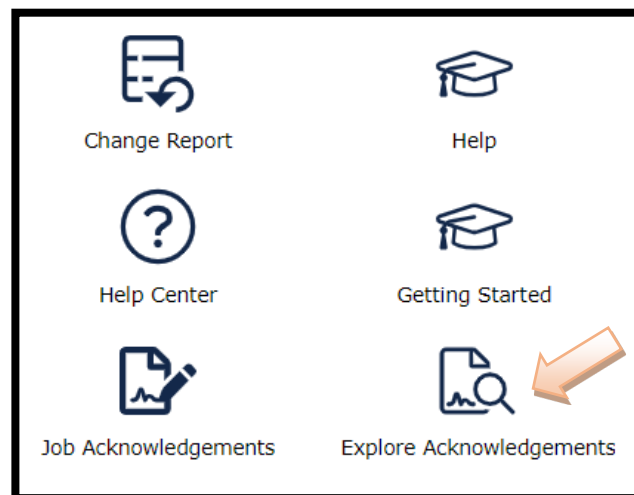 Change Report
Help
?
Help Center
Getting Started
Job Acknowledgements
Explore Acknowledgements